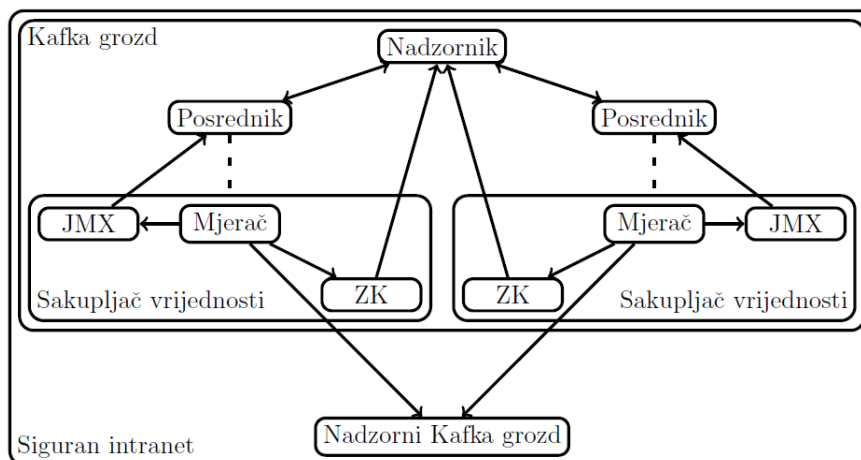 Kafka grozd
Nadzornik
Posrednik
Posrednik
JMX
Mjerač
Mjerač
JMX
Sakupljač vrijednosti
ZK
ZK
Sakupljač vrijednosti
Nadzorni Kafka grozd
Siguran intranet